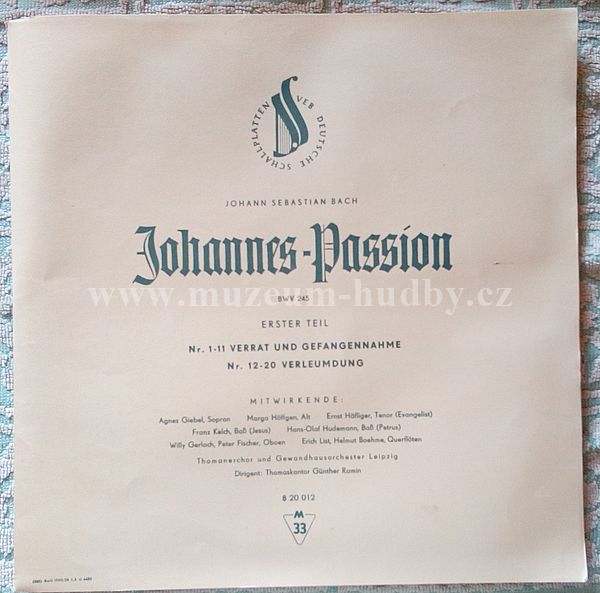 VEB DEUTSCHE SCHALLPLATTEN
JOHANN SEBASTIAN BACH
Johannes-Passion
www.muzeum-hudby.cz
BWV 245
ERSTER TEIL
Nr. 1-11 VERRAT UND GEFANGENNAHME
Nr. 12-20 VERLEUMDUNG
MITWIRKENDE:
Agnes Giebel, Sopran Marga Höffgen, Alt Ernst Häfliger, Tenor (Evangelist)
Franz Kelch, Baß (Jesus) Hans-Olaf Hudemann, Baß (Petrus)
Willy Gerlach, Peter Fischer, Oboen Erich List, Helmut Boehme, Querflöten
Thomanerchor und Gewandhausorchester Leipzig
Dirigent: Thomaskantor Günther Ramin
8 20 012
M
33